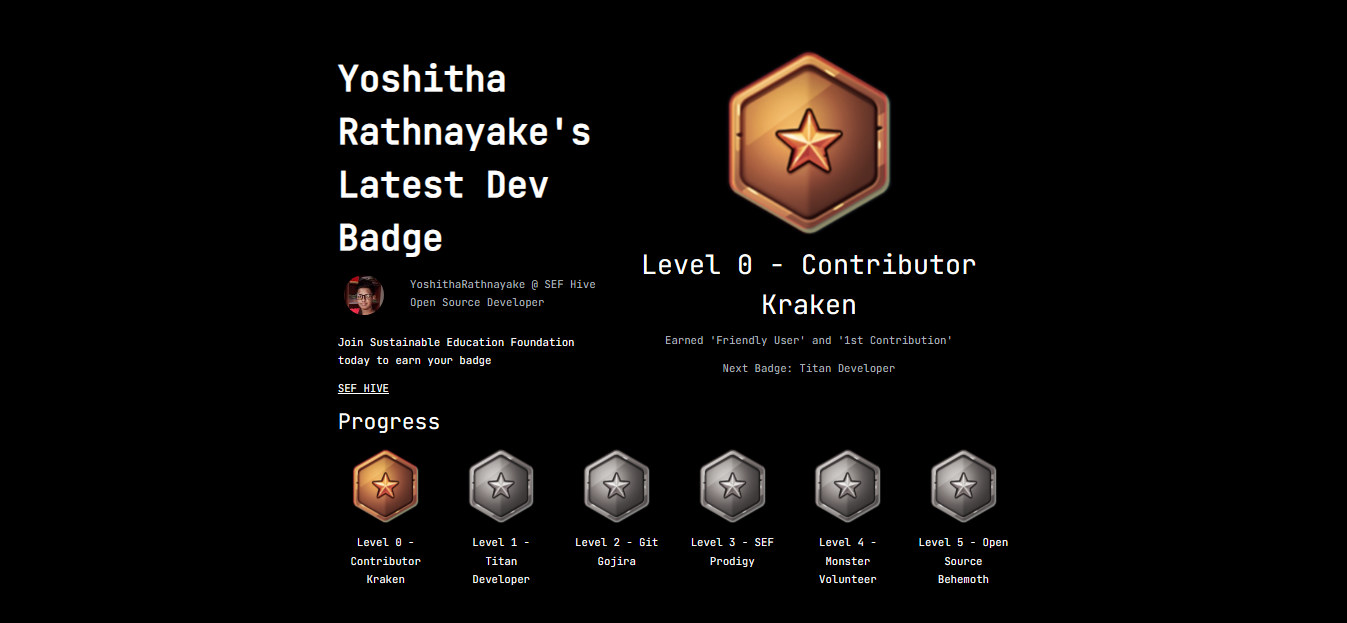 Yoshitha
Rathnayake's
Latest Dev
Badge
YoshithaRathnayake @ SEF Hive
Open Source Developer
Join Sustainable Education Foundation
today to earn your badge
SEF HIVE
Level 0 - Contributor
Kraken
Earned 'Friendly User' and '1st Contribution'
Next Badge: Titan Developer
Progress
Level 0 -
Contributor
Kraken
Level 1 -
Titan
Developer
Level 2 - Git
Gojira
Level 3 - SEF
Prodigy
Level 4 -
Monster
Volunteer
Level 5 - Open
Source
Behemoth